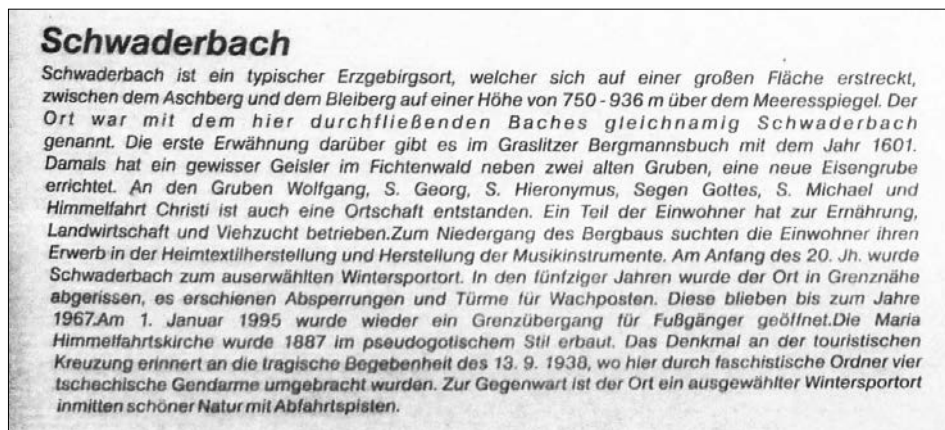 Schwaderbach
Schwaderbach ist ein typischer Erzgebirgsort, welcher sich auf einer großen Fläche erstreckt,
zwischen dem Aschberg und dem Bleiberg auf einer Höhe von 750 - 936 m über dem Meeresspiegel. Der
Ort war mit dem hier durchfließenden Baches gleichnamig Schwaderbach
genannt. Die erste Erwähnung darüber gibt es im Graslitzer Bergmannsbuch mit dem Jahr 1601.
Damals hat ein gewisser Geisler im Fichtenwald neben zwei alten Gruben, eine neue Eisengrube
errichtet. An den Gruben Wolfgang, S. Georg, S. Hieronymus, Segen Gottes, S. Michael und
Himmelfahrt Christi ist auch eine Ortschaft entstanden. Ein Teil der Einwohner hat zur Ernährung,
Landwirtschaft und Viehzucht betrieben.Zum Niedergang des Bergbaus suchten die Einwohner ihren
Erwerb in der Heimtextilherstellung und Herstellung der Musikinstrumente. Am Anfang des 20. Jh. wurde
Schwaderbach zum auserwählten Wintersportort. In den fünfziger Jahren wurde der Ort in Grenznähe
abgerissen, es erschienen Absperrungen und Türme für Wachposten. Diese blieben bis zum Jahre
1967.Am 1. Januar 1995 wurde wieder ein Grenzübergang für Fußgänger geöffnet.Die Maria
Himmelfahrtskirche wurde 1887 im pseudogotischem Stil erbaut. Das Denkmal an der touristischen
Kreuzung erinnert an die tragische Begebenheit des 13. 9. 1938, wo hier durch faschistische Ordner vier
tschechische Gendarme umgebracht wurden. Zur Gegenwart ist der Ort ein ausgewählter Wintersportort
inmitten schöner Natur mit Abfahrtspisten.